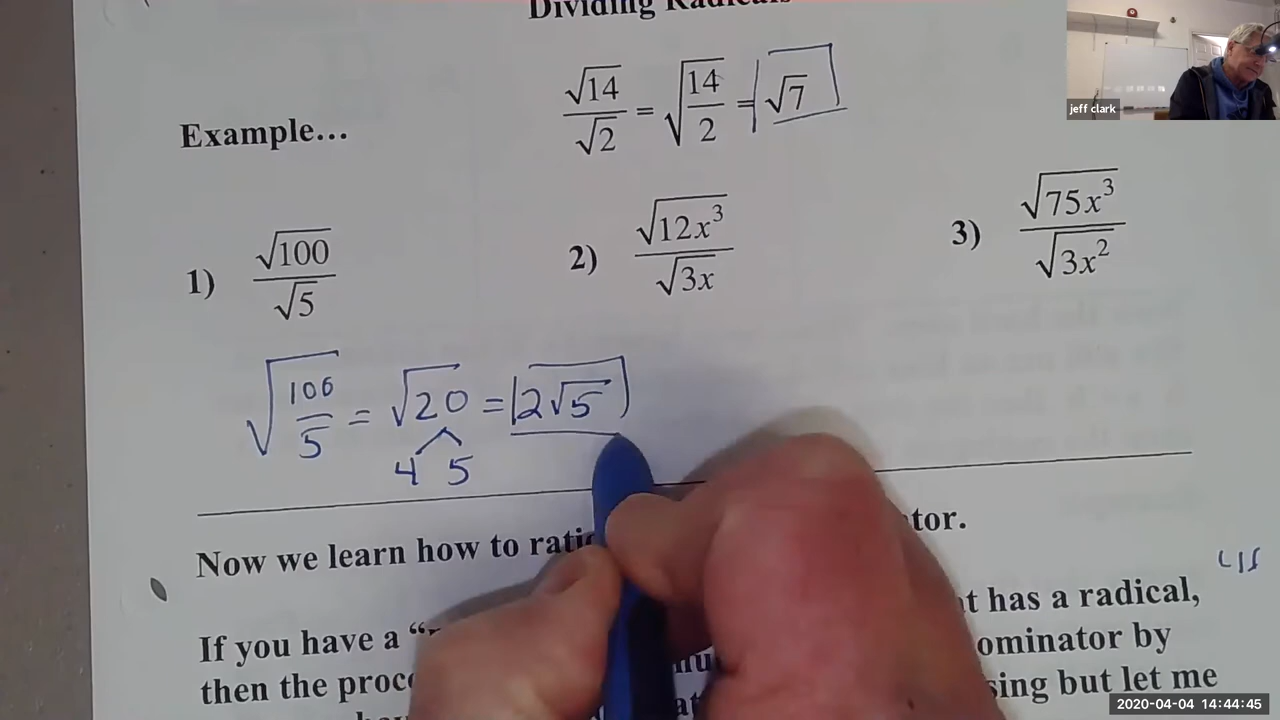 Dividing Radicals
√14/√2 = √(14/2) = √7
Example...
1) √100/√5
2) √(12x³)/√(3x)
3) √(75x³)/√(3x²)
√(100/5) = √20 = 2√5
4 5
Now we learn how to tor.
If you have a t has a radical,
then the ominator by
sing but let me
jeff clark
2020-04-04 14:44:45